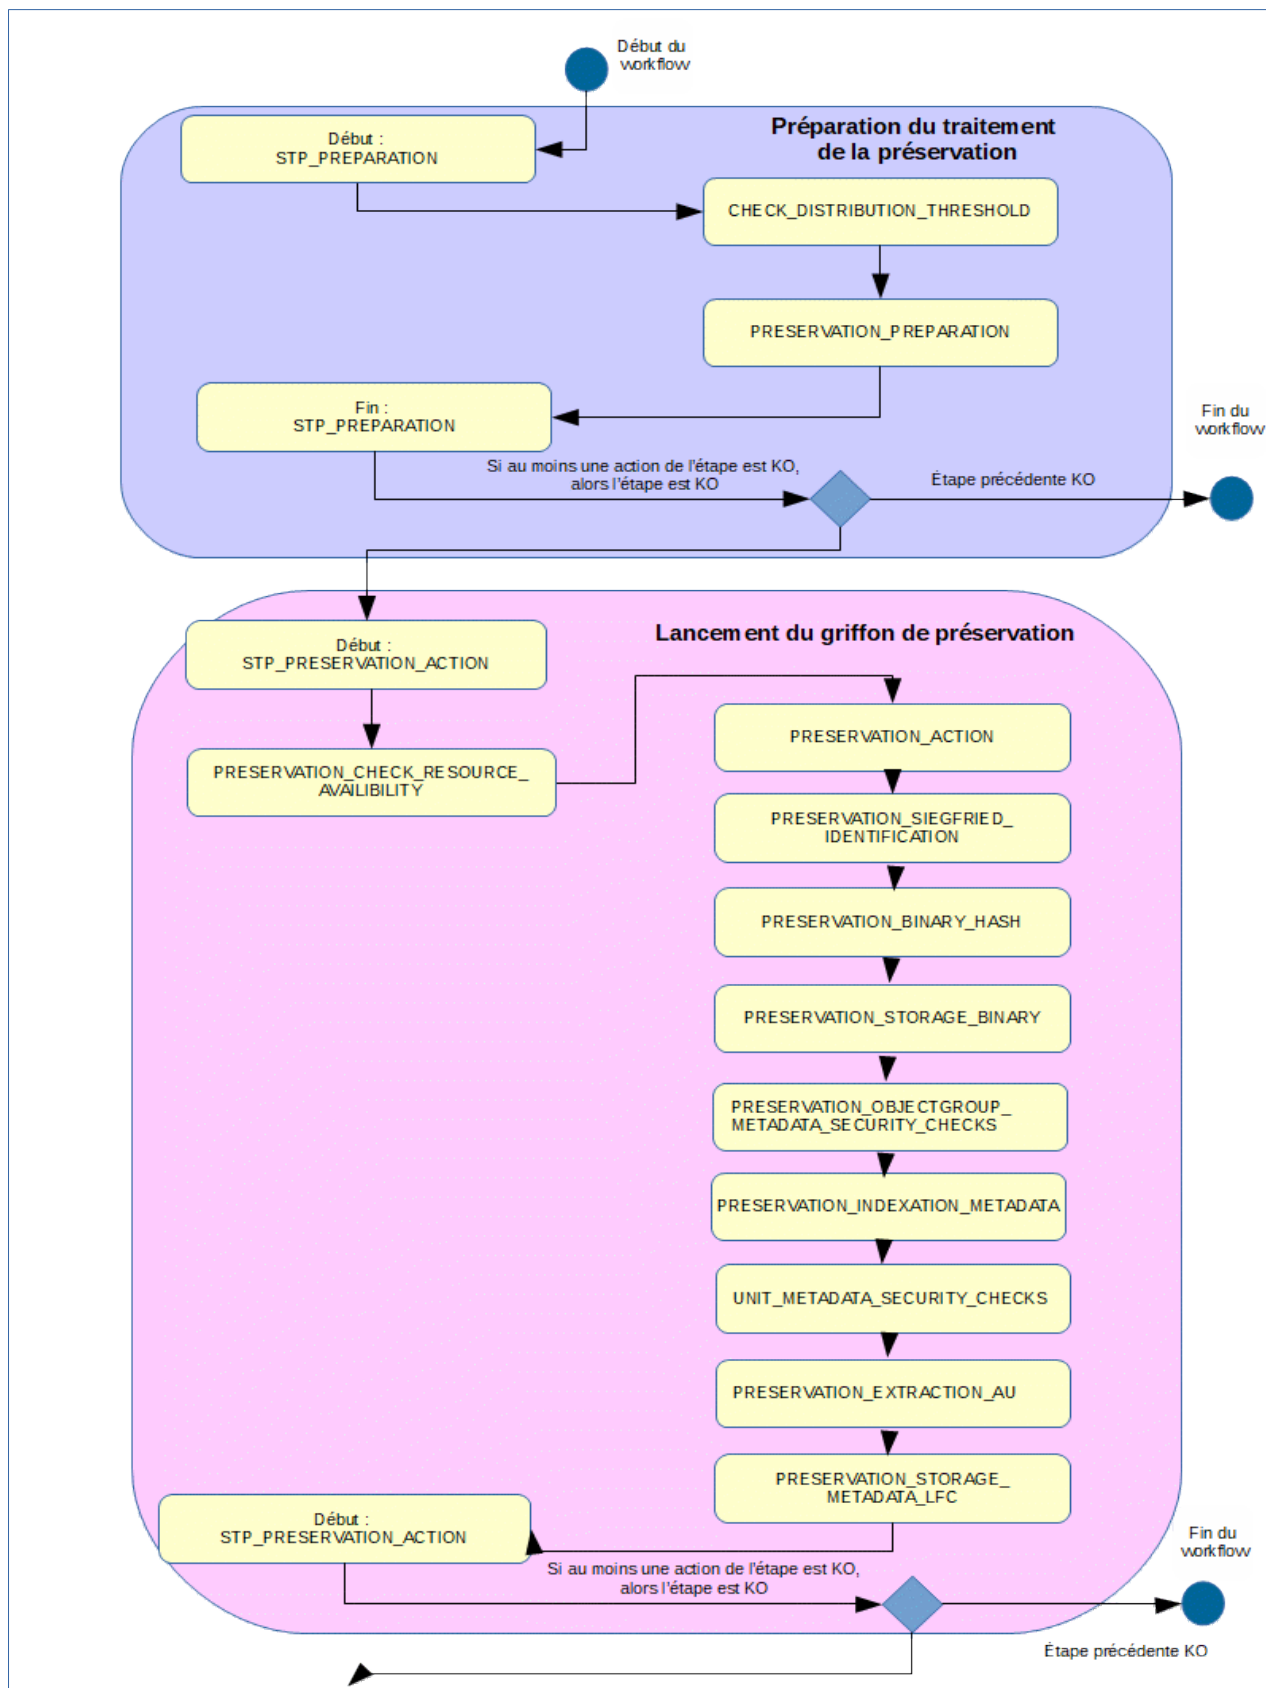 Début du
workflow
Préparation du traitement
de la préservation
Début :
STP_PREPARATION
CHECK_DISTRIBUTION_THRESHOLD
PRESERVATION_PREPARATION
Fin :
STP_PREPARATION
Fin du
workflow
Si au moins une action de l'étape est KO,
alors l'étape est KO
Étape précédente KO
Lancement du griffon de préservation
Début :
STP_PRESERVATION_ACTION
PRESERVATION_CHECK_RESOURCE_
AVAILIBILITY
PRESERVATION_ACTION
PRESERVATION_SIEGFRIED_
IDENTIFICATION
PRESERVATION_BINARY_HASH
PRESERVATION_STORAGE_BINARY
PRESERVATION_OBJECTGROUP_
METADATA_SECURITY_CHECKS
PRESERVATION_INDEXATION_METADATA
UNIT_METADATA_SECURITY_CHECKS
PRESERVATION_EXTRACTION_AU
PRESERVATION_STORAGE_
METADATA_LFC
Début :
STP_PRESERVATION_ACTION
Fin du
workflow
Si au moins une action de l'étape est KO,
alors l'étape est KO
Étape précédente KO